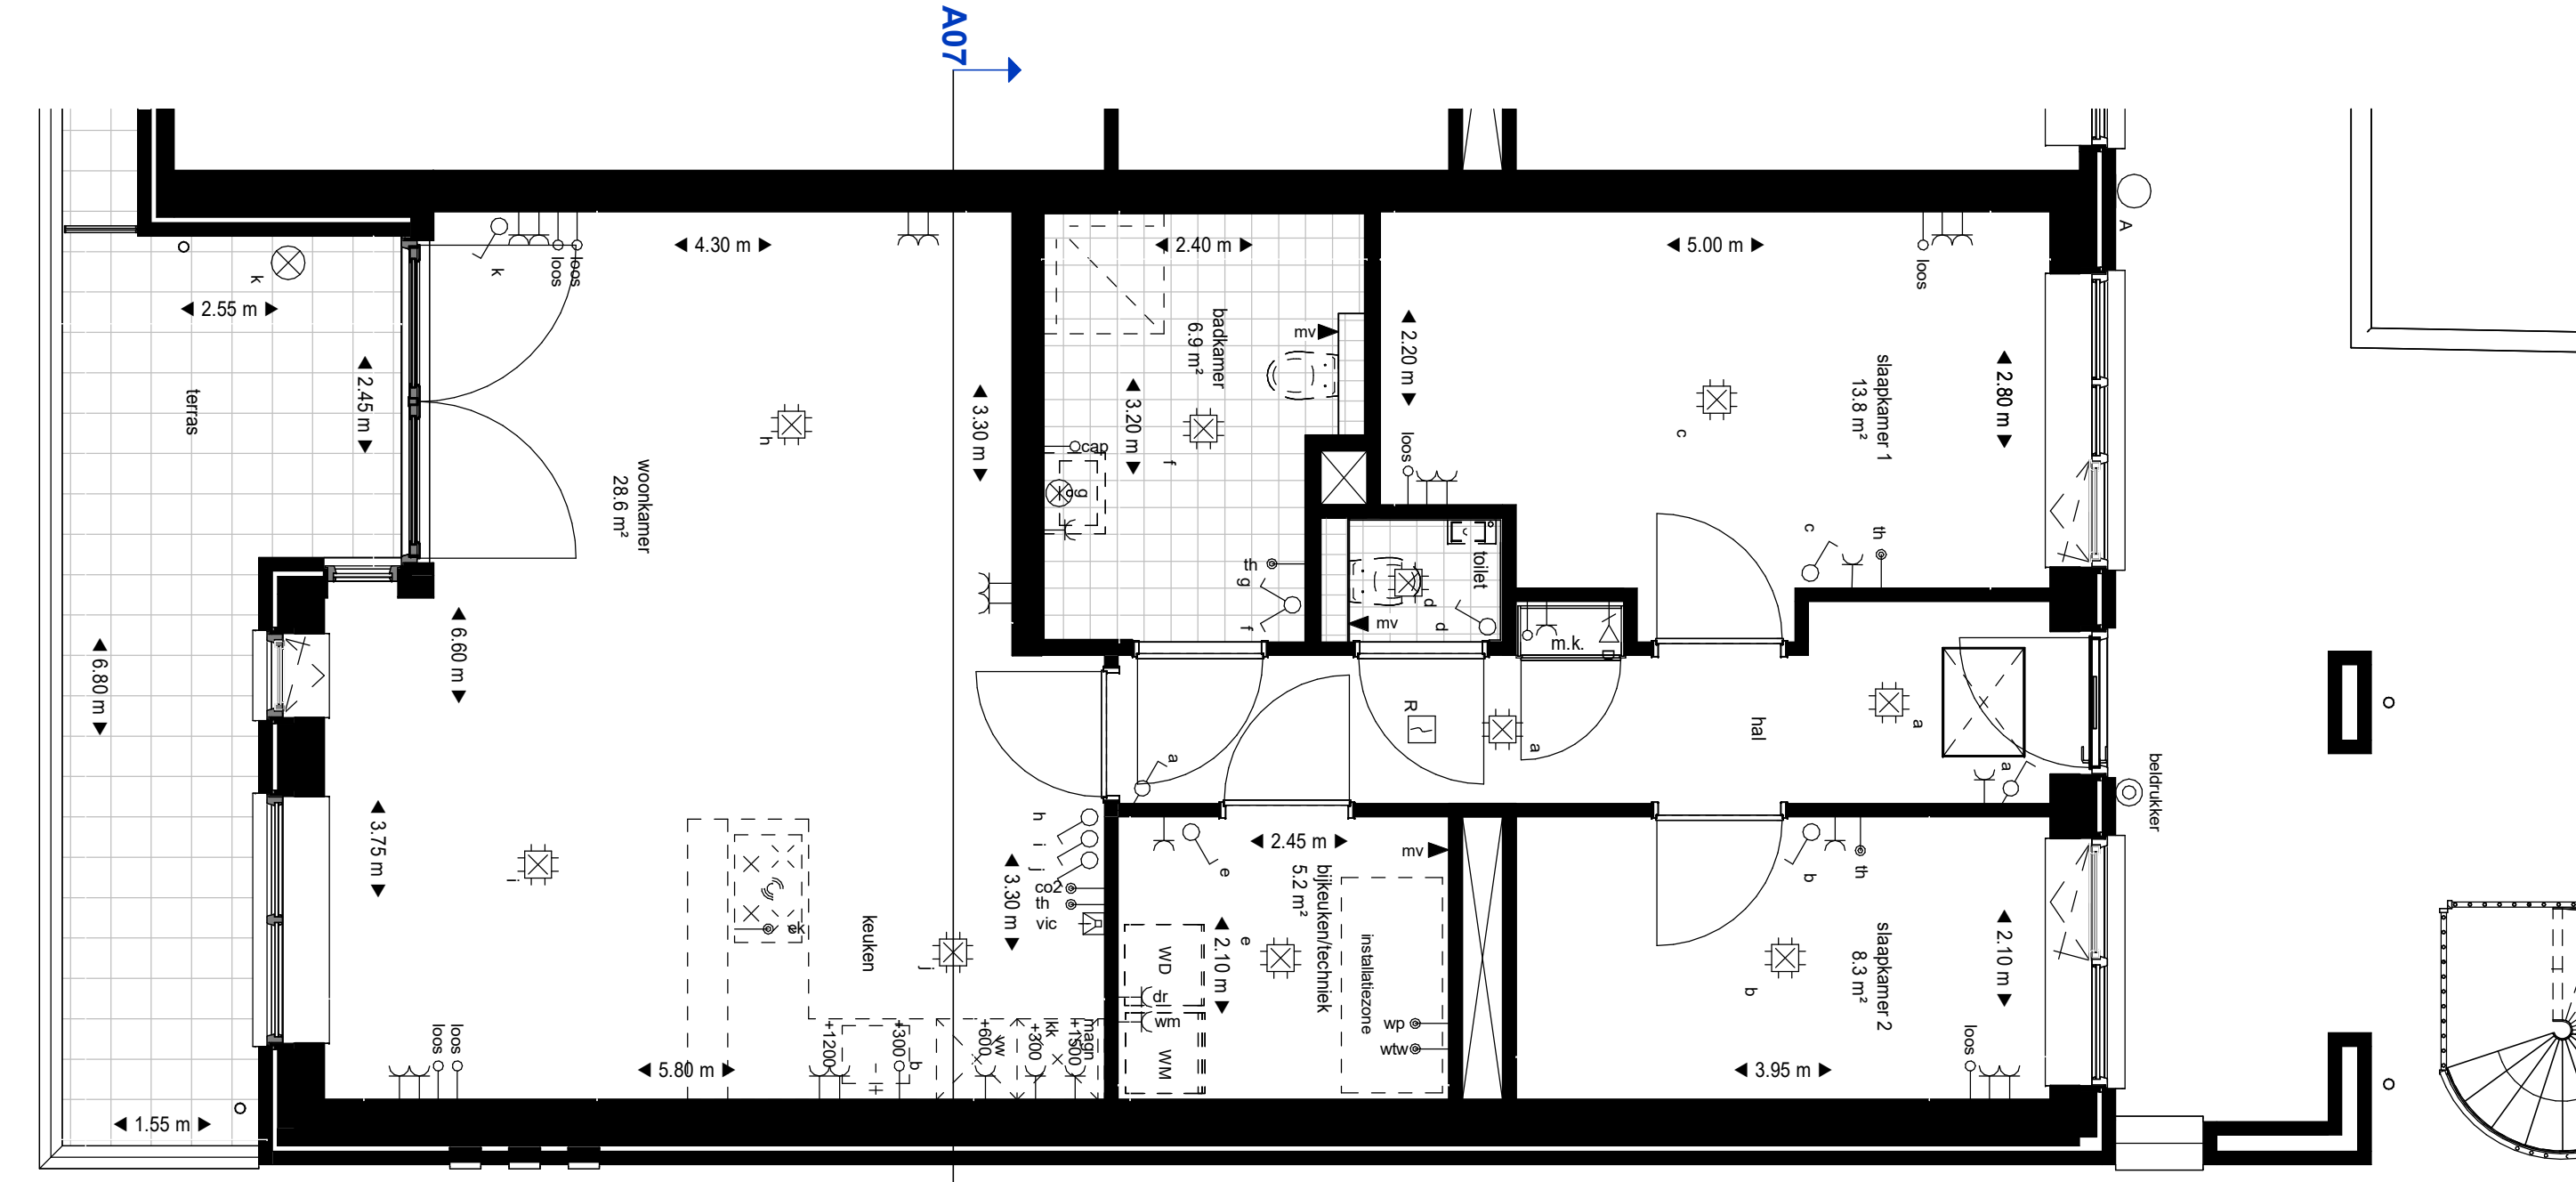 A07
4.30 m
2.40 m
5.00 m
A
k
loos
loos
k
loos
2.55 m
2.45 m
terras
badkamer
6.9 m²
mv
2.20 m
slaapkamer 1
13.8 m²
2.80 m
3.30 m
3.20 m
h
woonkamer
28.6 m²
cap
g
f
loos
c
c
th
th
g
f
toilet
d
d
mv
m.k.
6.80 m
6.60 m
R
a
a
hal
a
a
beldrukker
3.75 m
h
i
j
co2
th
vic
3.30 m
2.45 m
mv
e
bijkeuken/techniek
5.2 m²
installatiezone
b
th
i
ek
keuken
j
e
2.10 m
WD
dr
wm
WM
wp
wtw
b
slaapkamer 2
8.3 m²
2.10 m
loos
loos
5.80 m
+1200
+300
b
+600
vw
+300
kk
+1500
magn
3.95 m
loos
1.55 m